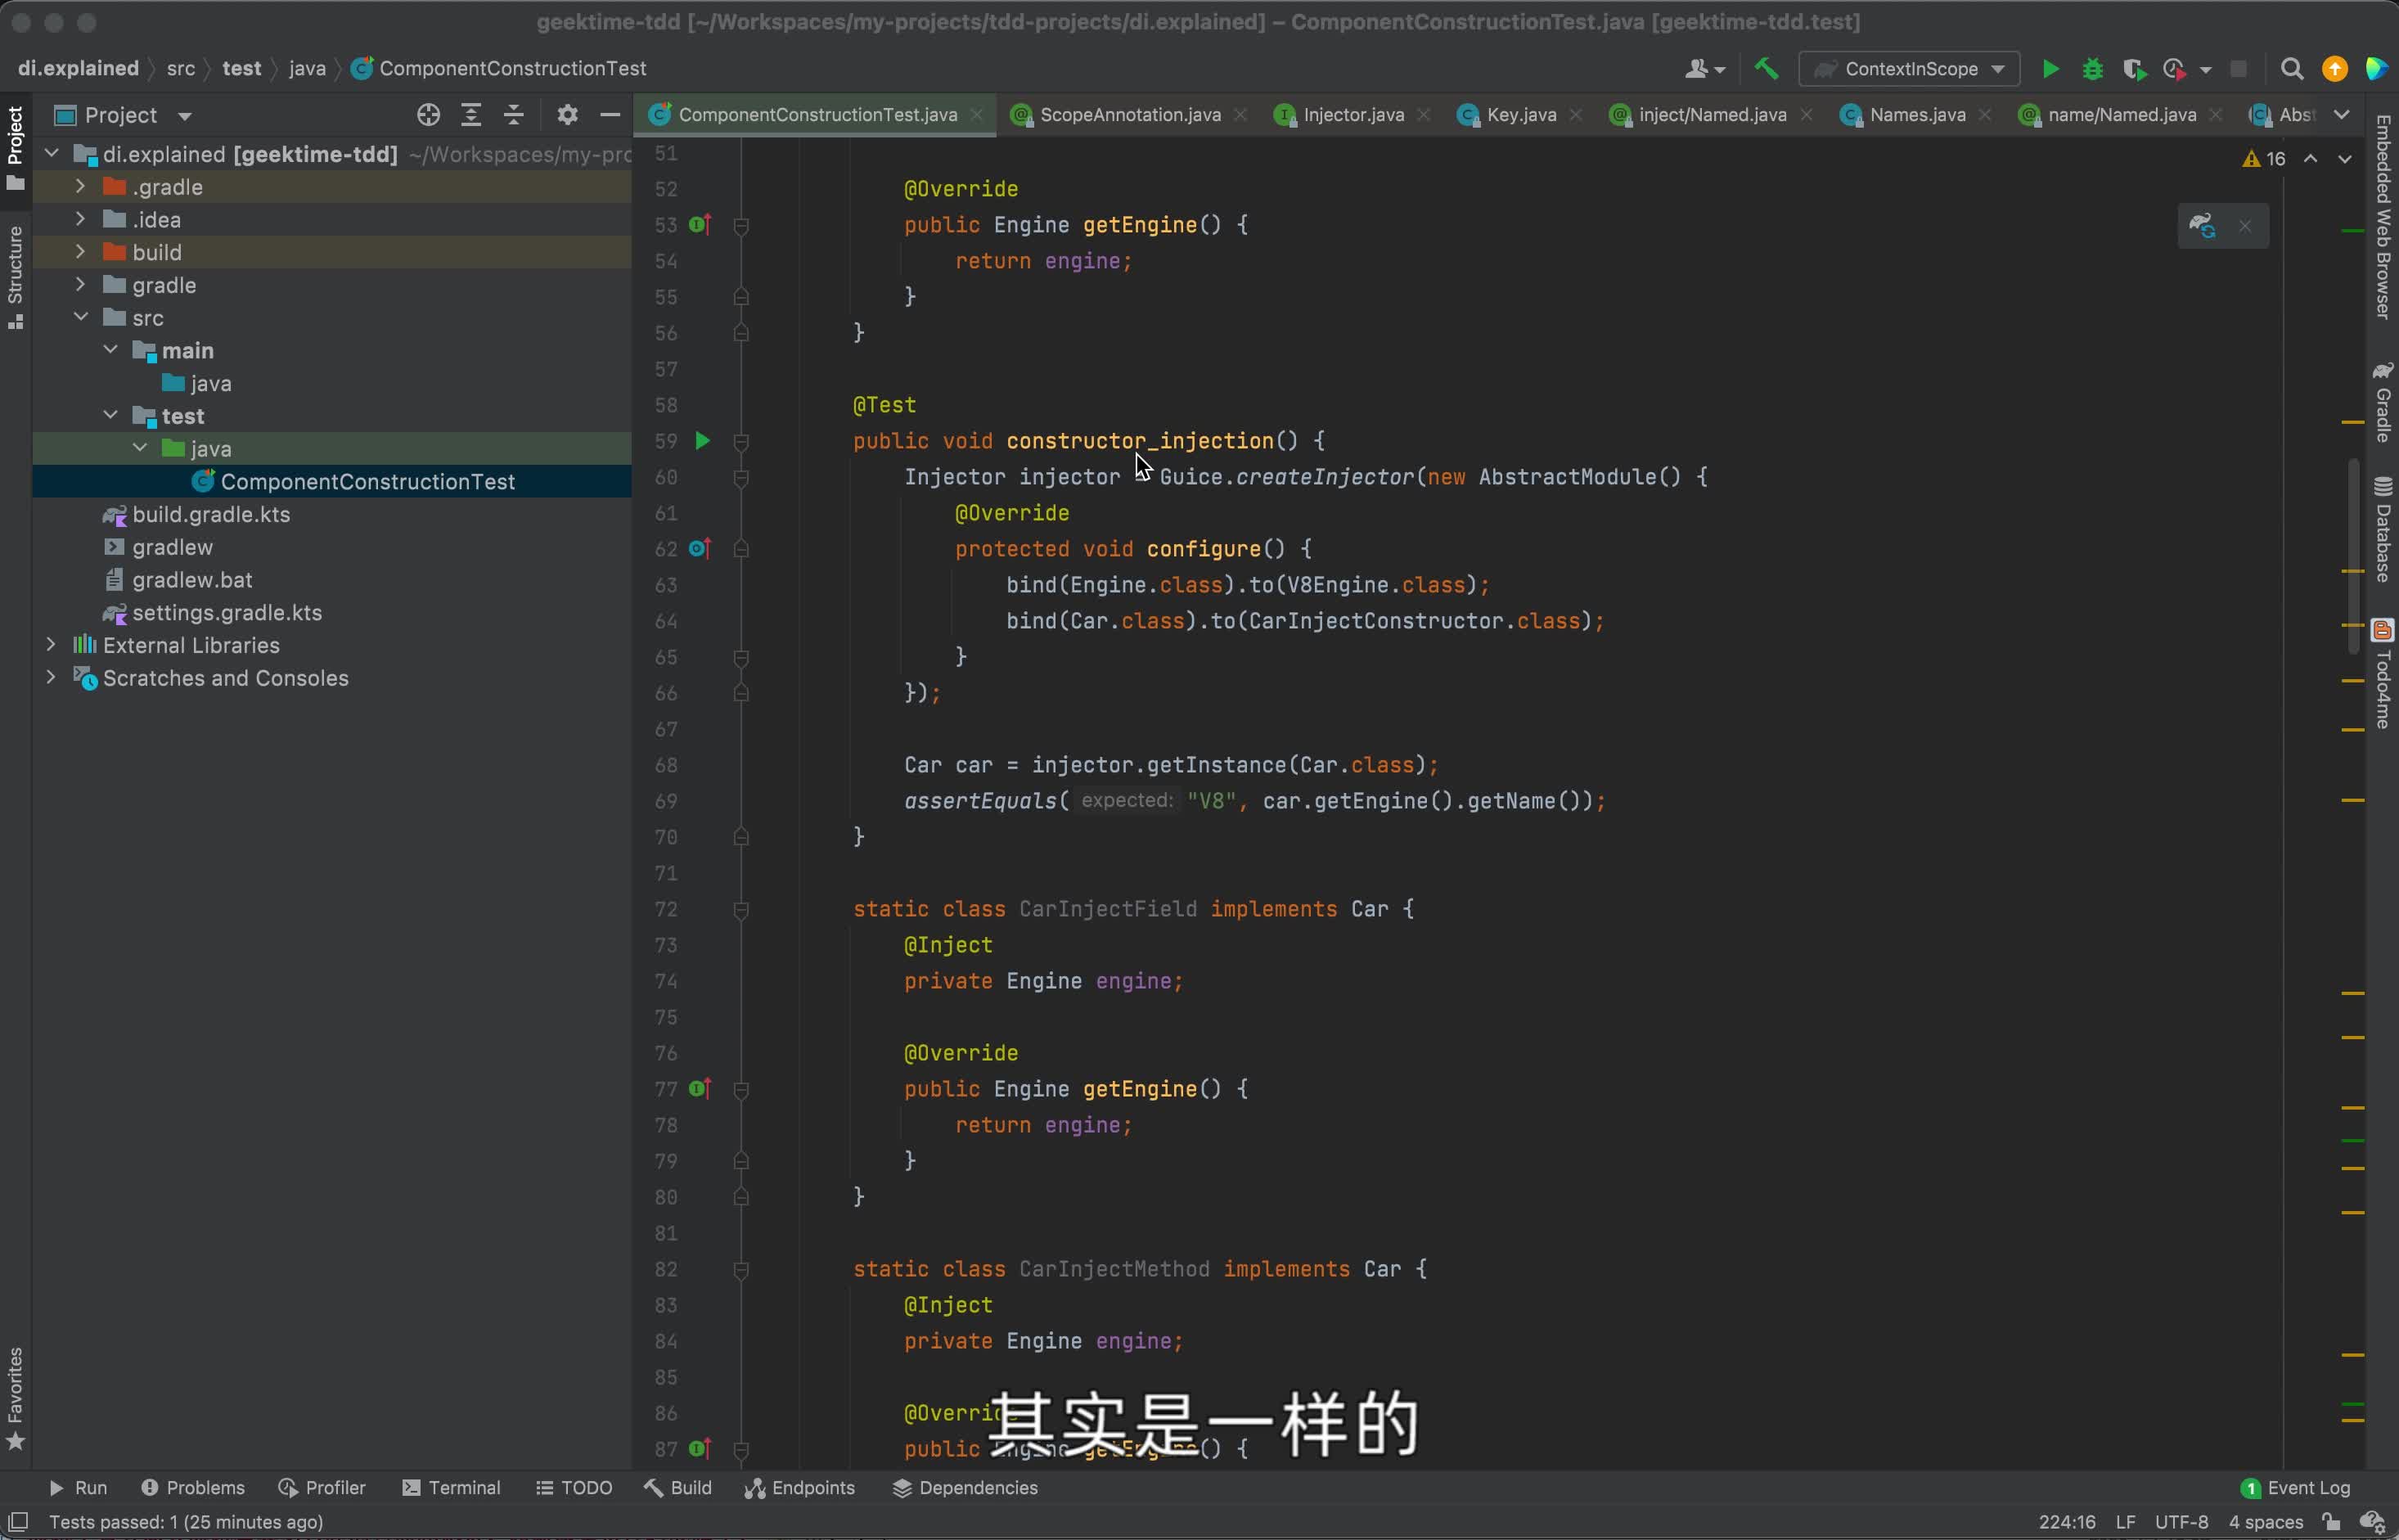 geektime-tdd [~/Workspaces/my-projects/tdd-projects/di.explained] – ComponentConstructionTest.java [geektime-tdd.test]
di.explained src test java ComponentConstructionTest
ContextInScope
Project
ComponentConstructionTest.java ScopeAnnotation.java Injector.java Key.java inject/Named.java Names.java name/Named.java Abst
Project
Structure
Favorites
di.explained [geektime-tdd] ~/Workspaces/my-pro
.gradle
.idea
build
gradle
src
main
java
test
java
ComponentConstructionTest
build.gradle.kts
gradlew
gradlew.bat
settings.gradle.kts
External Libraries
Scratches and Consoles
16
51
52 @Override
53 public Engine getEngine() {
54 return engine;
55 }
56 }
57
58 @Test
59 public void constructor_injection() {
60 Injector injector = Guice.createInjector(new AbstractModule() {
61 @Override
62 protected void configure() {
63 bind(Engine.class).to(V8Engine.class);
64 bind(Car.class).to(CarInjectConstructor.class);
65 }
66 });
67
68 Car car = injector.getInstance(Car.class);
69 assertEquals( expected: "V8", car.getEngine().getName());
70 }
71
72 static class CarInjectField implements Car {
73 @Inject
74 private Engine engine;
75
76 @Override
77 public Engine getEngine() {
78 return engine;
79 }
80 }
81
82 static class CarInjectMethod implements Car {
83 @Inject
84 private Engine engine;
85
86 @Override
87 public Engine getEngine() {
其实是一样的
Embedded Web Browser
Gradle
Database
Todo4me
Run Problems Profiler Terminal TODO Build Endpoints Dependencies
1 Event Log
Tests passed: 1 (25 minutes ago)
224:16 LF UTF-8 4 spaces